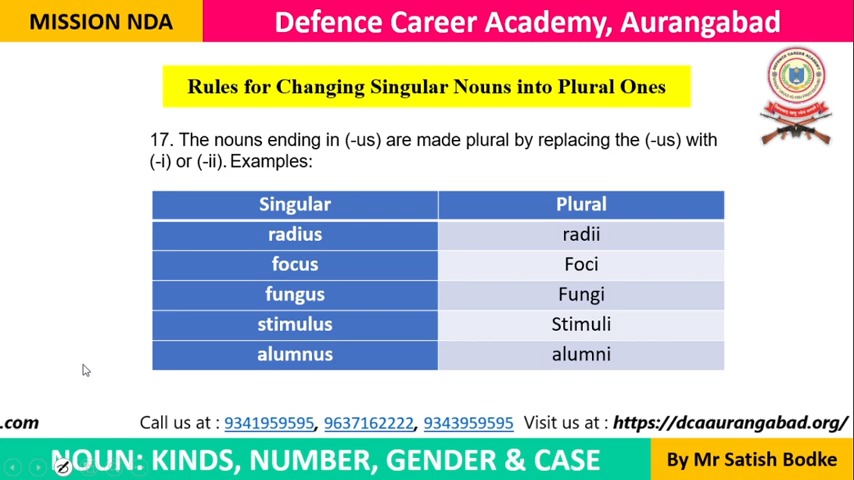 MISSION NDA
Defence Career Academy, Aurangabad
Rules for Changing Singular Nouns into Plural Ones
17. The nouns ending in (-us) are made plural by replacing the (-us) with
(-i) or (-ii). Examples:
Singular Plural
radius radii
focus Foci
fungus Fungi
stimulus Stimuli
alumnus alumni
s.com Call us at : 9341959595, 9637162222, 9343959595 Visit us at : https://dcaaurangabad.org/
NOUN: KINDS, NUMBER, GENDER & CASE
By Mr Satish Bodke